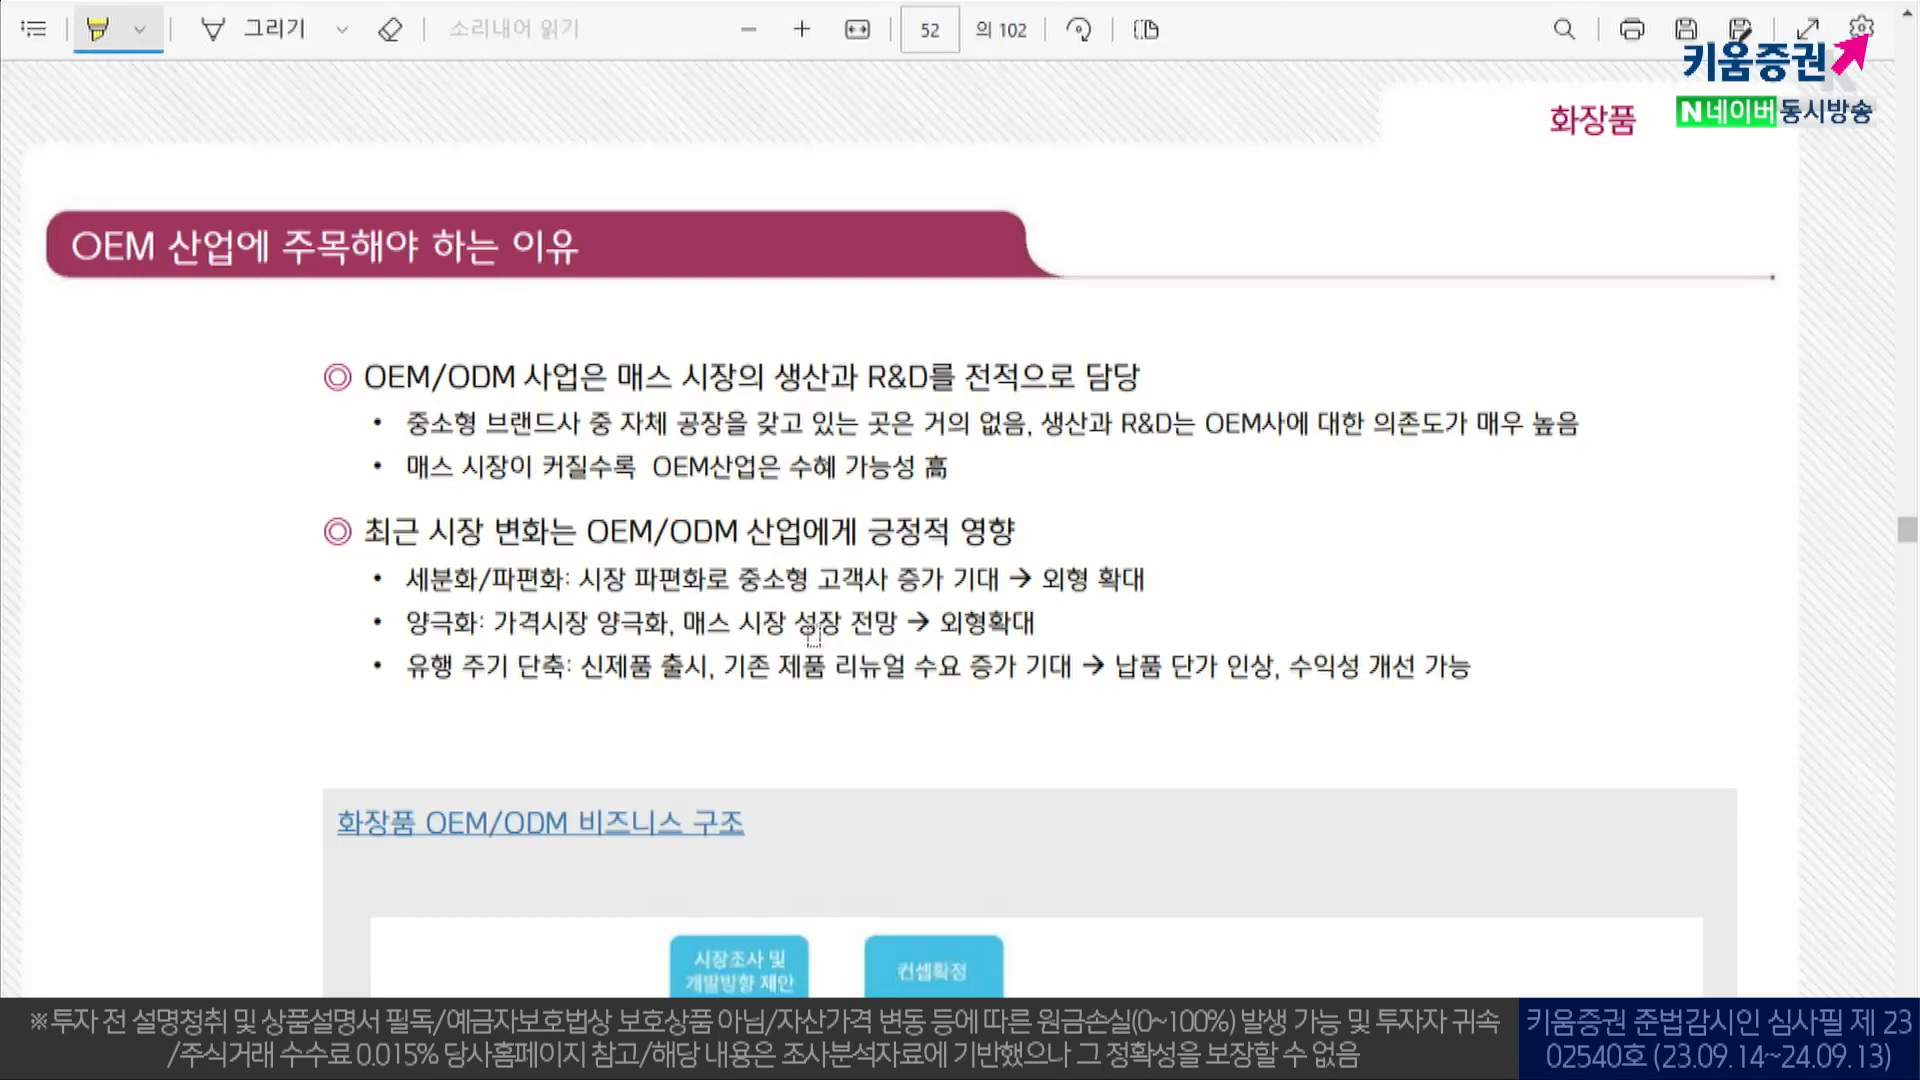 그리기
소리내어 읽기
52 의 102
키움증권
N네이버동시방송
화장품
OEM 산업에 주목해야 하는 이유
◎ OEM/ODM 사업은 매스 시장의 생산과 R&D를 전적으로 담당
• 중소형 브랜드사 중 자체 공장을 갖고 있는 곳은 거의 없음, 생산과 R&D는 OEM사에 대한 의존도가 매우 높음
• 매스 시장이 커질수록 OEM산업은 수혜 가능성 高
◎ 최근 시장 변화는 OEM/ODM 산업에게 긍정적 영향
• 세분화/파편화: 시장 파편화로 중소형 고객사 증가 기대 → 외형 확대
• 양극화: 가격시장 양극화, 매스 시장 성장 전망 → 외형확대
• 유행 주기 단축: 신제품 출시, 기존 제품 리뉴얼 수요 증가 기대 → 납품 단가 인상, 수익성 개선 가능
화장품 OEM/ODM 비즈니스 구조
시장조사 및
개발방향 제안
컨셉확정
※투자 전 설명청취 및 상품설명서 필독/예금자보호법상 보호상품 아님/자산가격 변동 등에 따른 원금손실(0~100%) 발생 가능 및 투자자 귀속
/주식거래 수수료 0.015% 당사홈페이지 참고/해당 내용은 조사분석자료에 기반했으나 그 정확성을 보장할 수 없음
키움증권 준법감시인 심사필 제 23
02540호 (23.09.14~24.09.13)